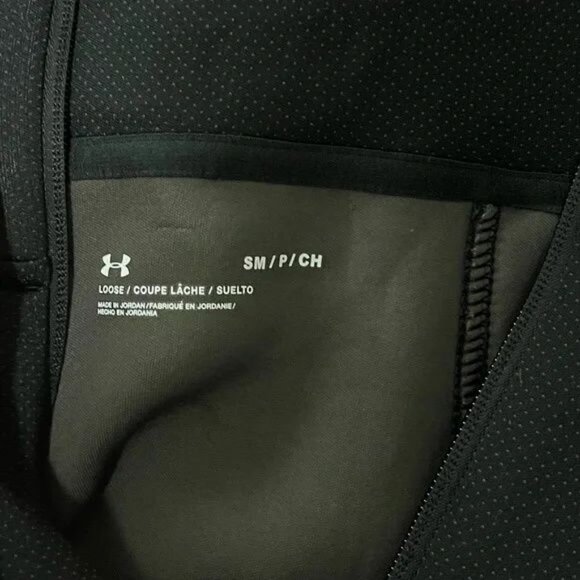 SM/P/CH
LOOSE / COUPE LÂCHE / SUELTO
MADE IN JORDAN/FABRIQUÉ EN JORDANIE/
HECHO EN JORDANIA